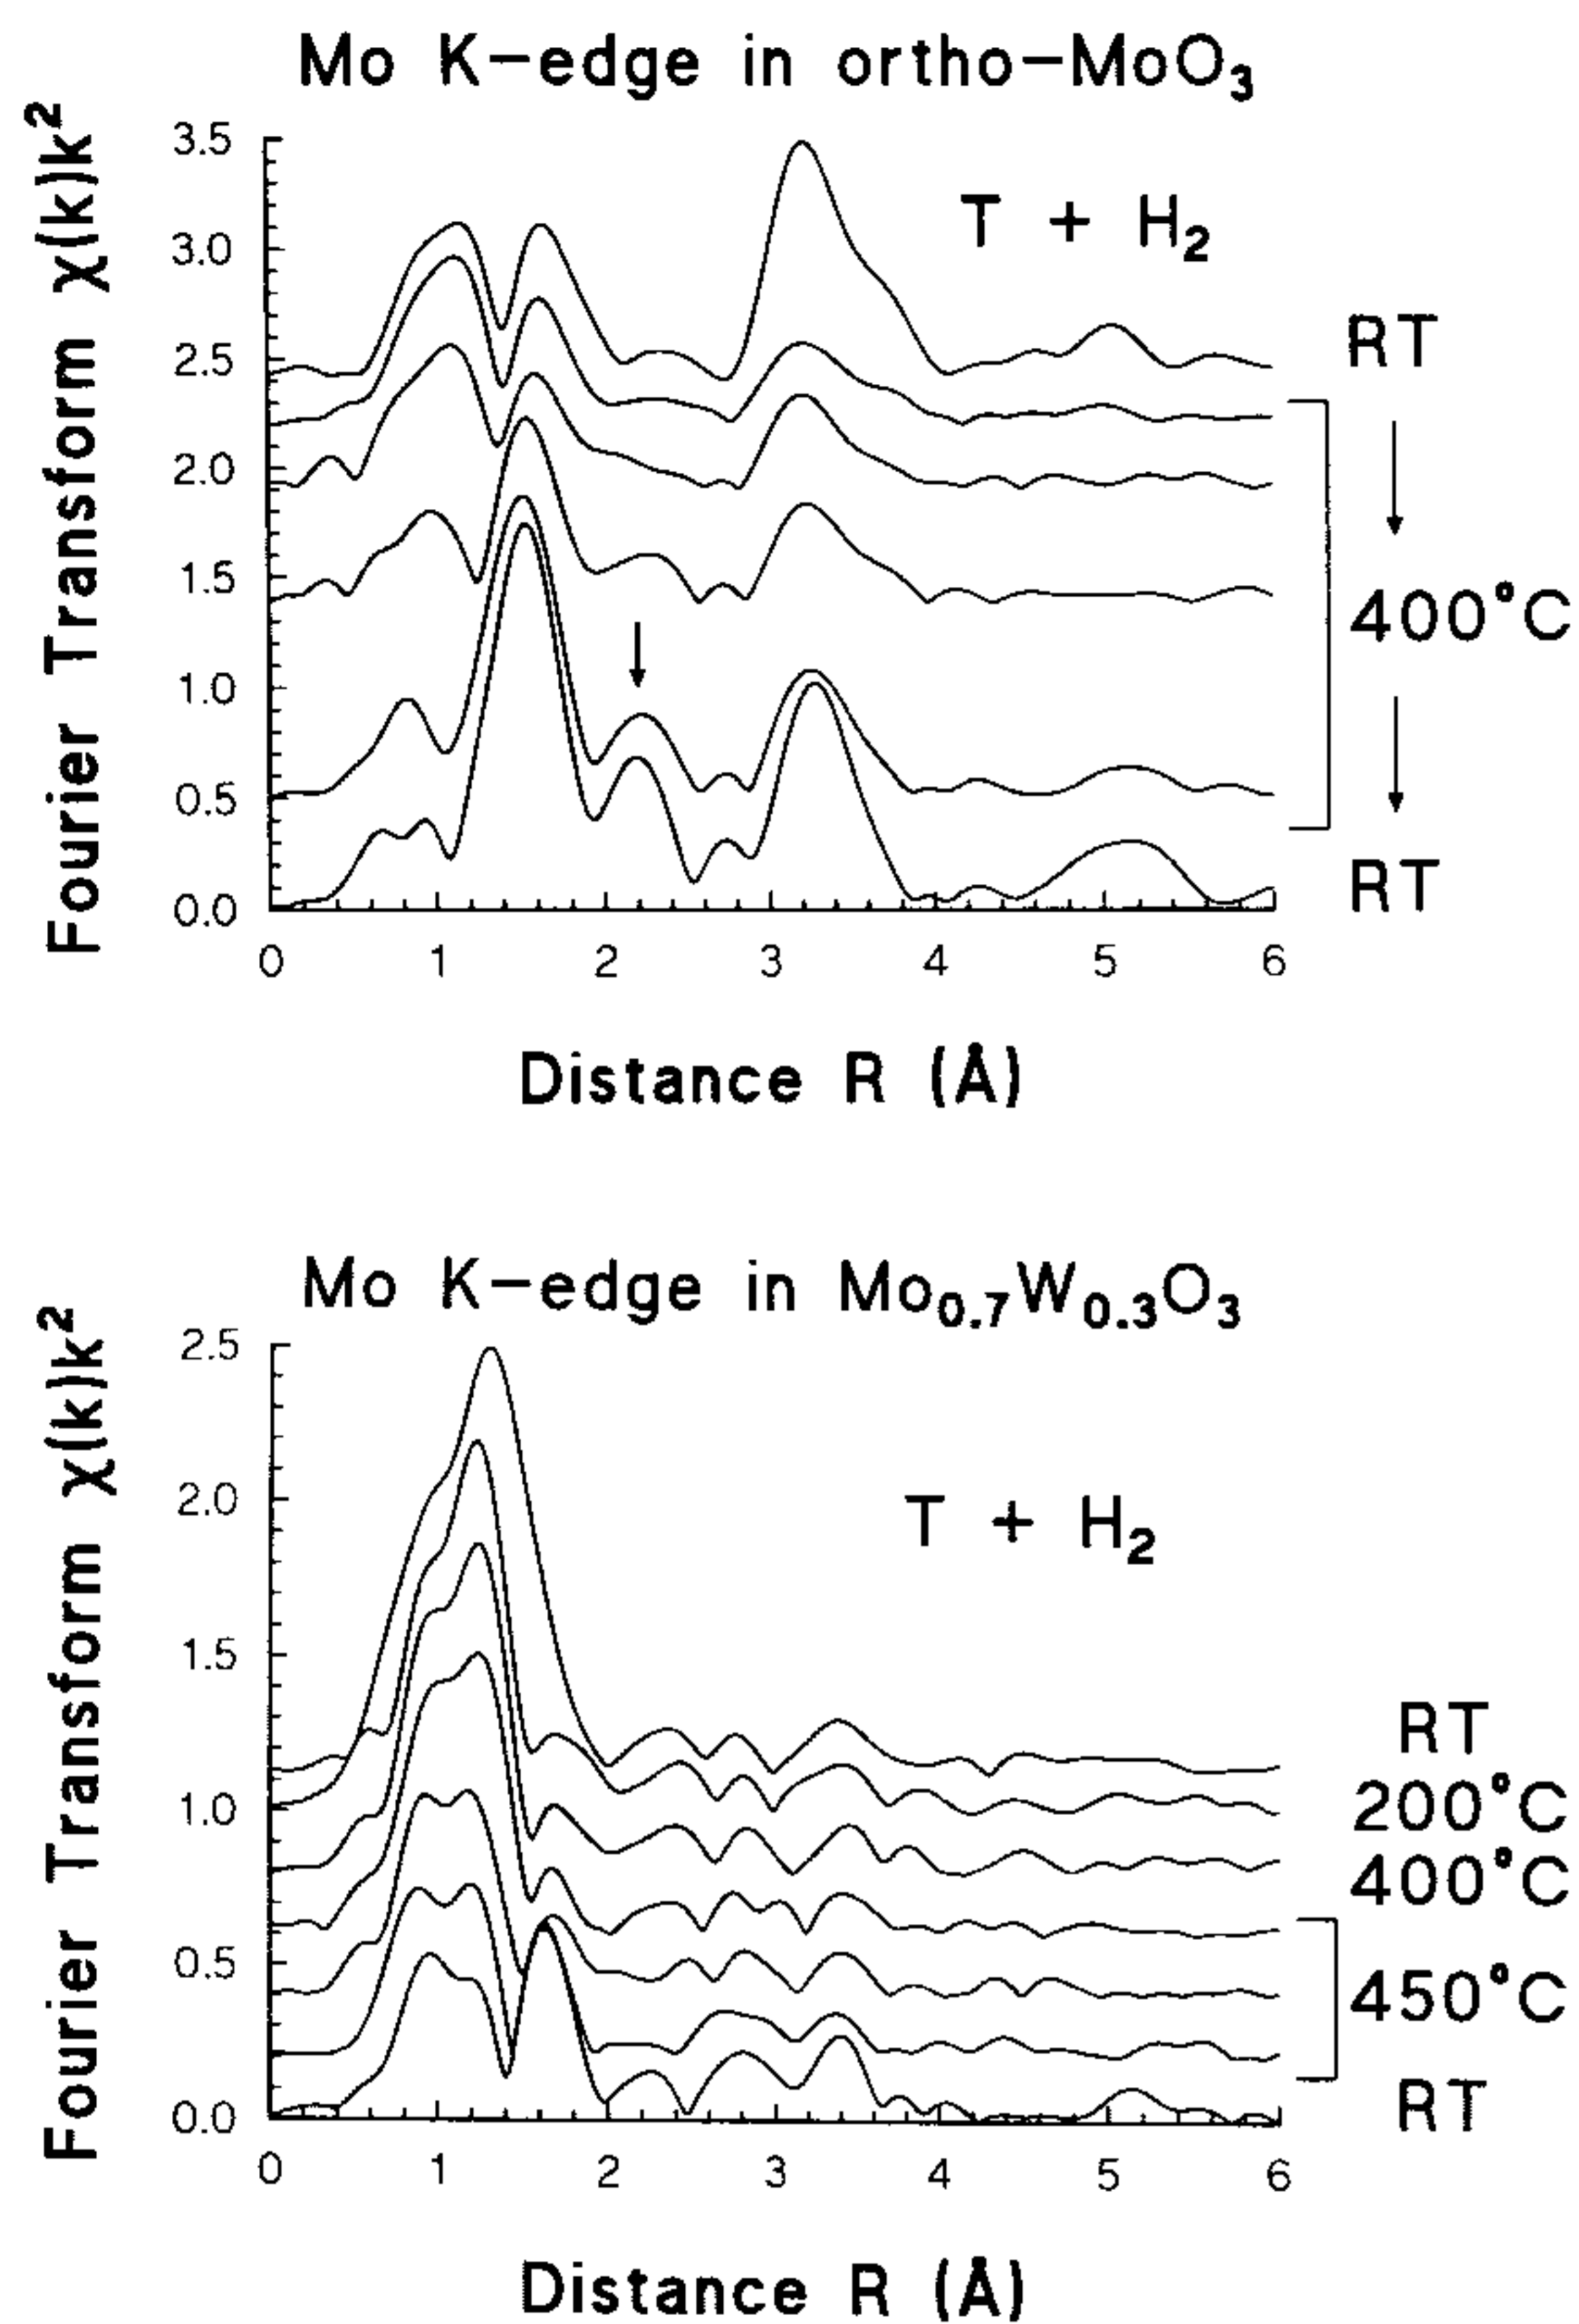 Mo K-edge in ortho-MoO₃
Fourier Transform χ(k)k²
3.5
3.0
2.5
2.0
1.5
1.0
0.5
0.0
T + H₂
RT
400°C
RT
0 1 2 3 4 5 6
Distance R (Å)
Mo K-edge in Mo₀.₇W₀.₃O₃
Fourier Transform χ(k)k²
2.5
2.0
1.5
1.0
0.5
0.0
T + H₂
RT
200°C
400°C
450°C
RT
0 1 2 3 4 5 6
Distance R (Å)